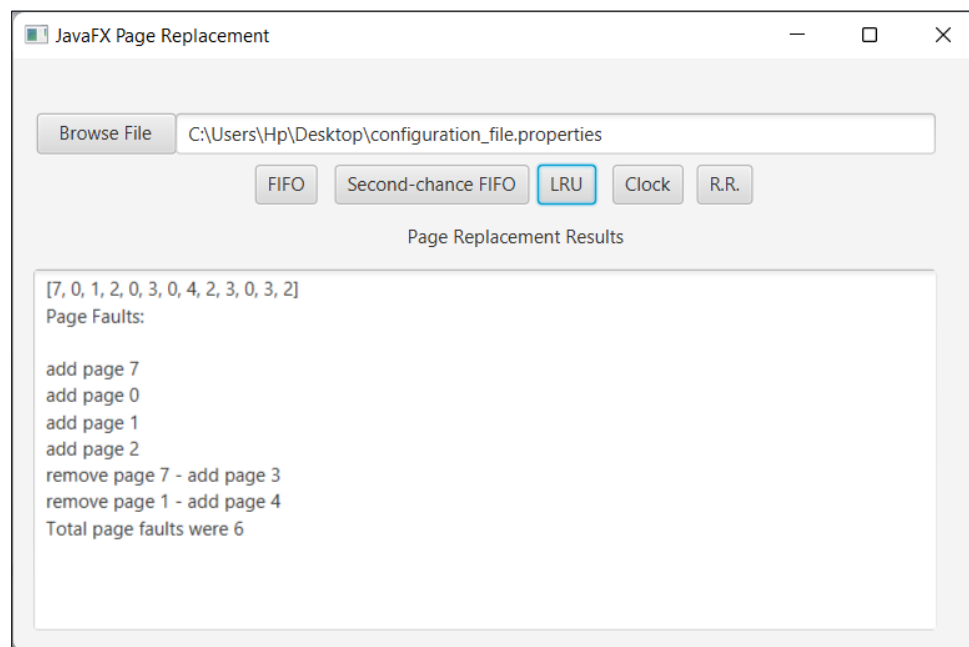 JavaFX Page Replacement
Browse File C:\Users\Hp\Desktop\configuration_file.properties
FIFO Second-chance FIFO LRU Clock R.R.
Page Replacement Results
[7, 0, 1, 2, 0, 3, 0, 4, 2, 3, 0, 3, 2]
Page Faults:
add page 7
add page 0
add page 1
add page 2
remove page 7 - add page 3
remove page 1 - add page 4
Total page faults were 6